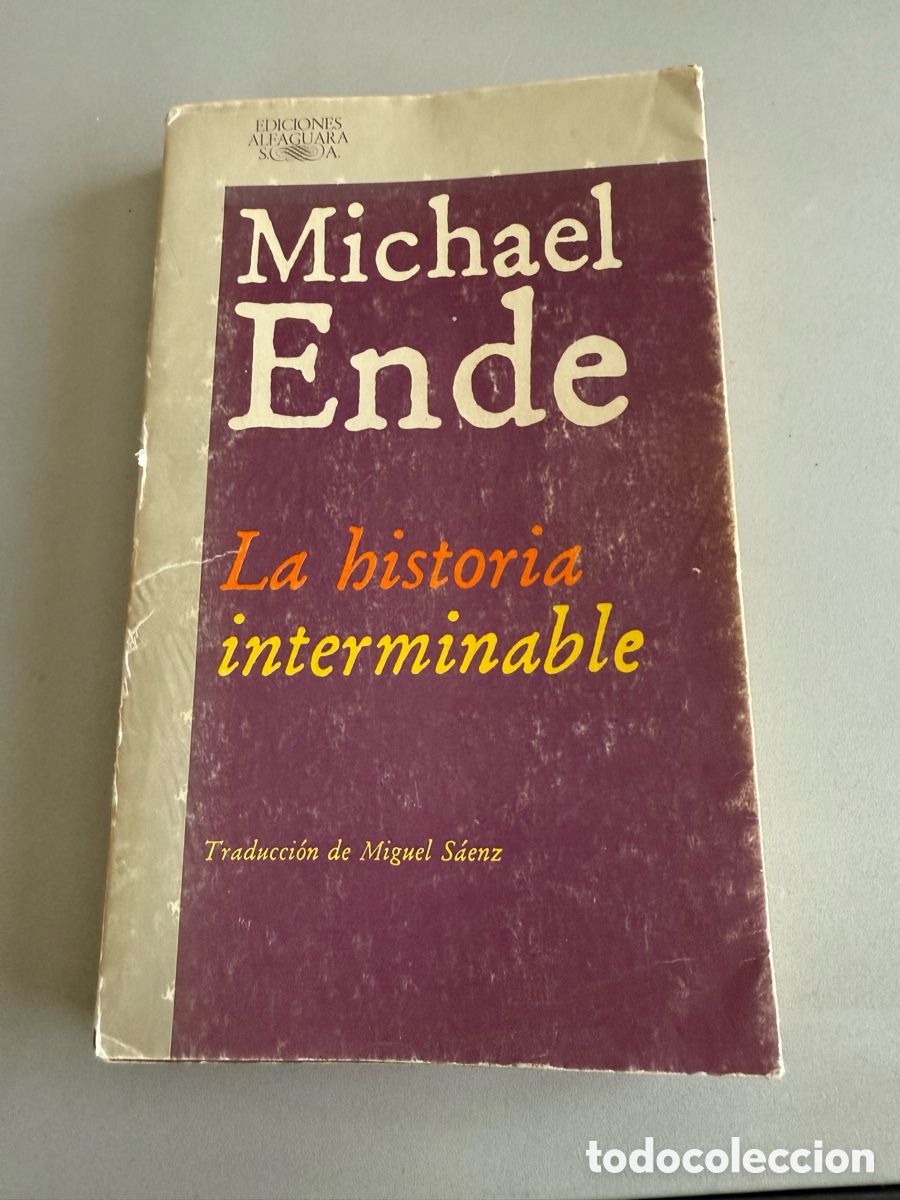 EDICIONES
ALFAGUARA
S. A.
Michael
Ende
La historia
interminable
Traducción de Miguel Sáenz
todocoleccion